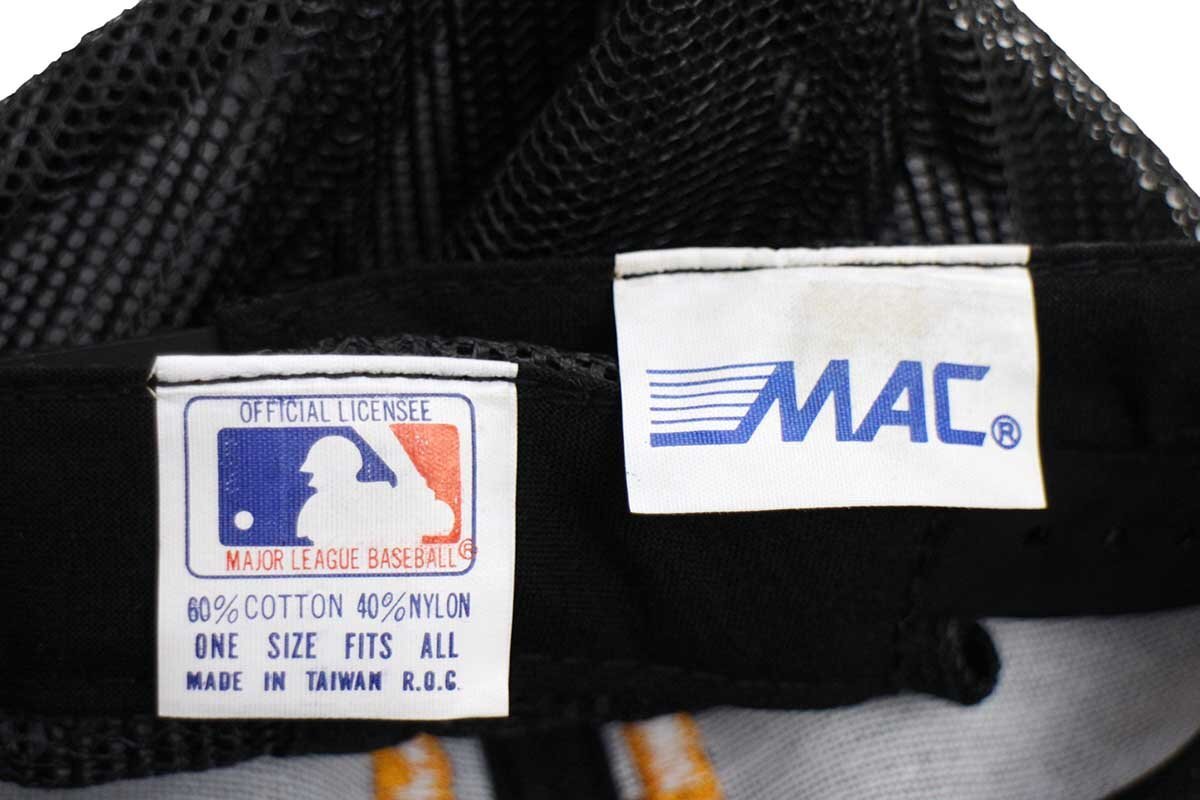 OFFICIAL LICENSEE
MAJOR LEAGUE BASEBALL®
60% COTTON 40% NYLON
ONE SIZE FITS ALL
MADE IN TAIWAN R.O.C.
MAC®